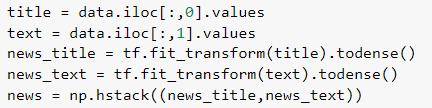 title = data.iloc[:,0].values
text = data.iloc[:,1].values
news_title = tf.fit_transform(title).todense()
news_text = tf.fit_transform(text).todense()
news = np.hstack((news_title,news_text))